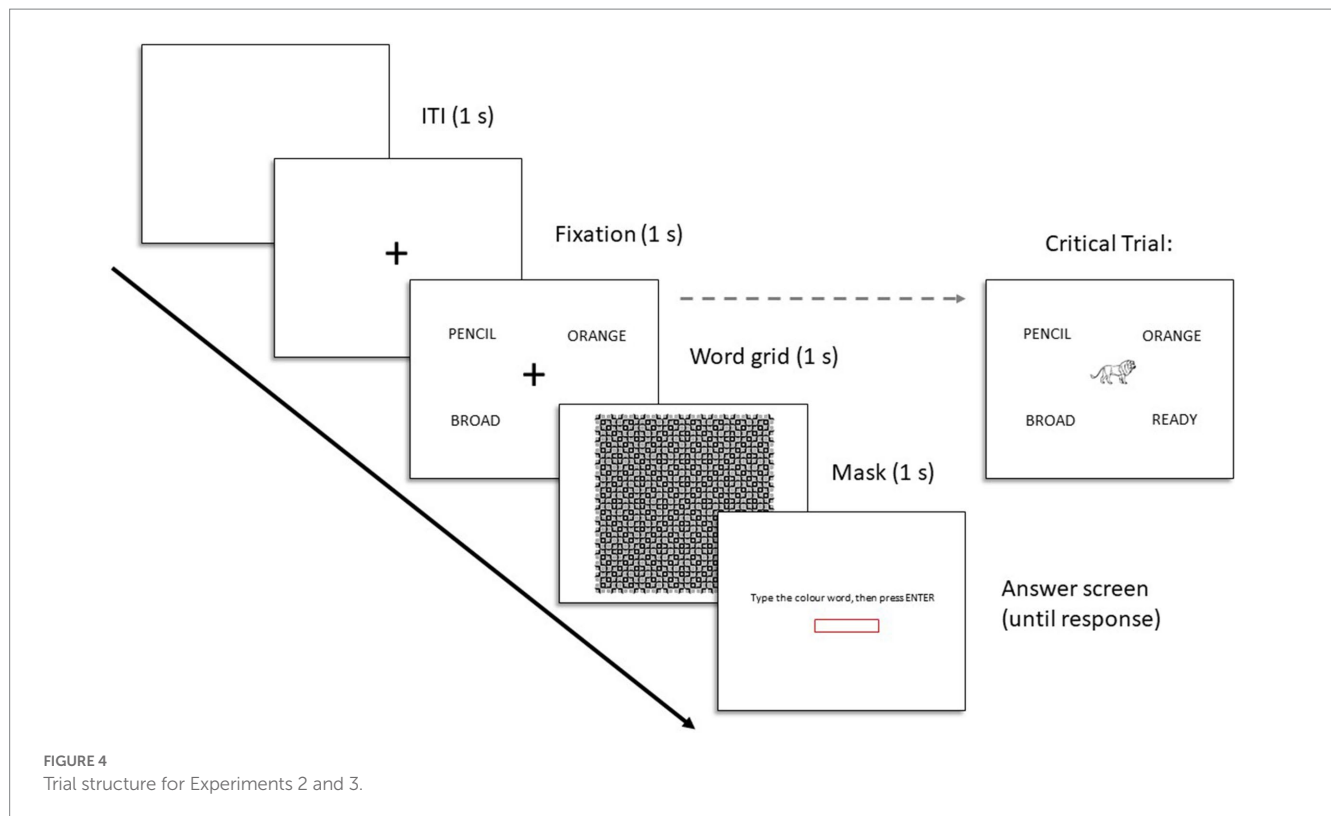 ITI (1 s)
Fixation (1 s)
Critical Trial:
PENCIL ORANGE
BROAD
Word grid (1 s)
PENCIL ORANGE
BROAD READY
Mask (1 s)
Type the colour word, then press ENTER
Answer screen
(until response)
FIGURE 4
Trial structure for Experiments 2 and 3.